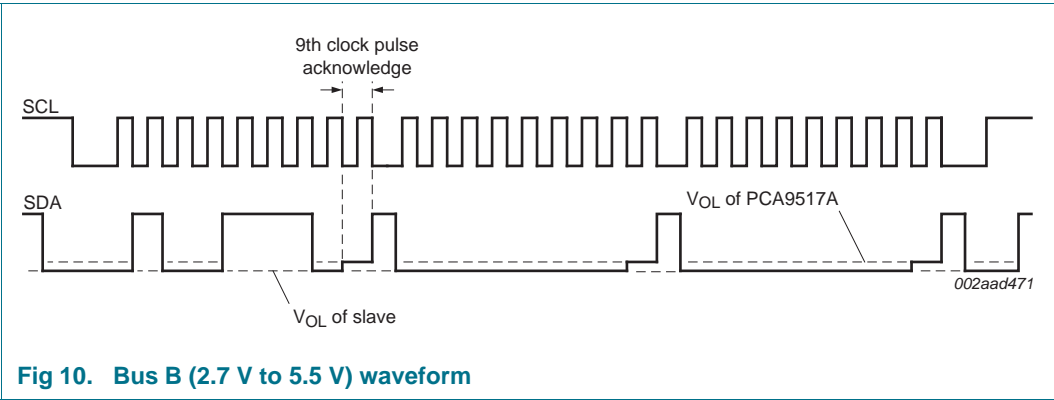 9th clock pulse
acknowledge
SCL
SDA
VOL of PCA9517A
VOL of slave
002aad471
Fig 10. Bus B (2.7 V to 5.5 V) waveform